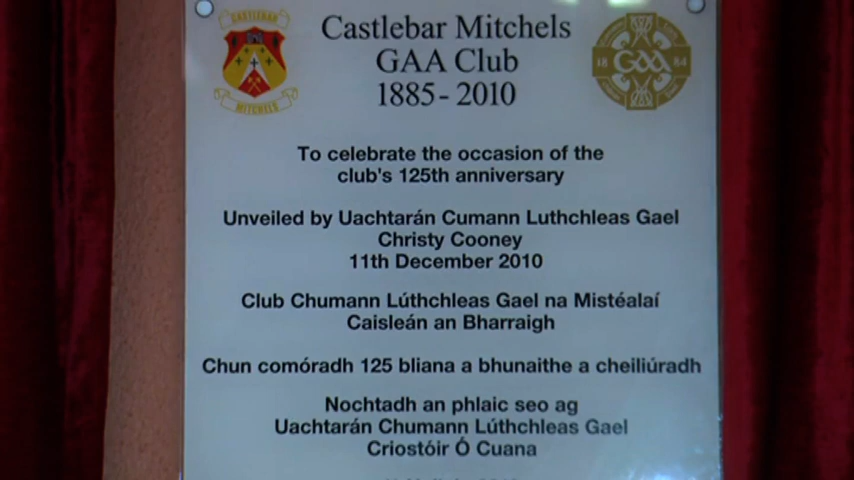 CASTLEBAR
MITCHELS
Castlebar Mitchels
GAA Club
1885 - 2010
18 GAA 84
To celebrate the occasion of the
club's 125th anniversary
Unveiled by Uachtarán Cumann Luthchleas Gael
Christy Cooney
11th December 2010
Club Chumann Lúthchleas Gael na Mistéalaí
Caisleán an Bharraigh
Chun comóradh 125 bliana a bhunaithe a cheiliúradh
Nochtadh an phlaic seo ag
Uachtarán Chumann Lúthchleas Gael
Criostóir Ó Cuana